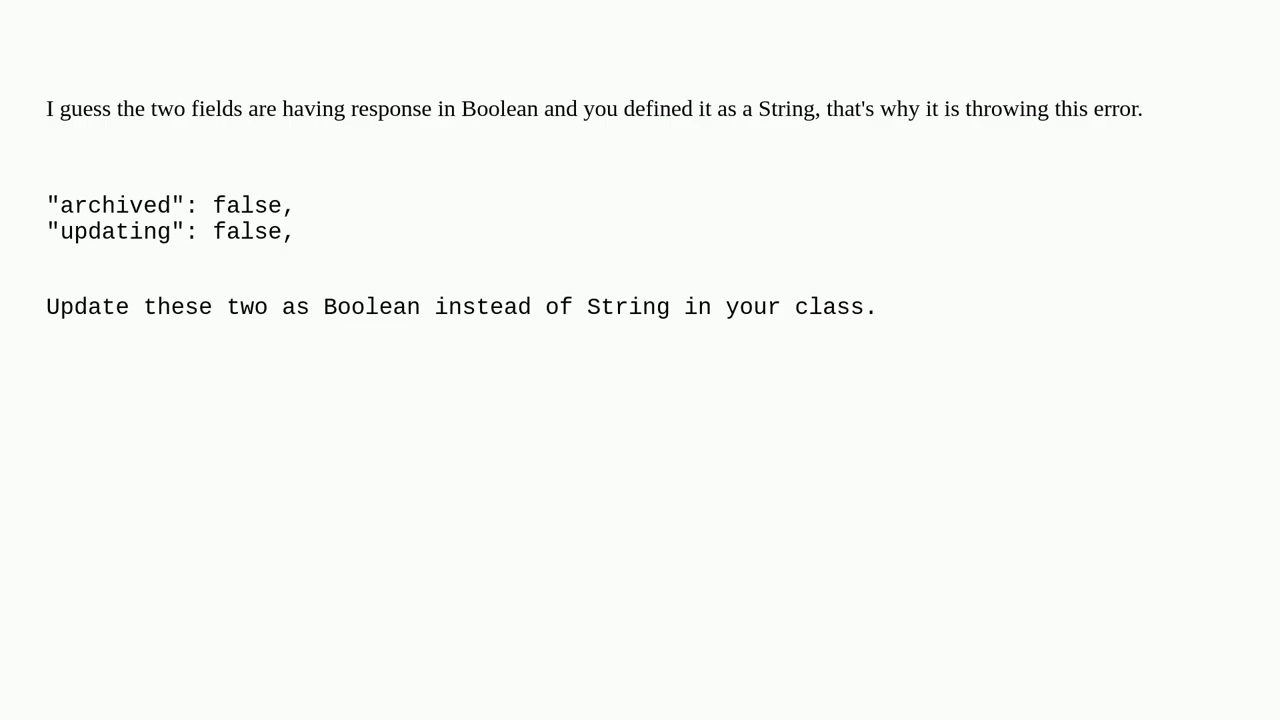 I guess the two fields are having response in Boolean and you defined it as a String, that's why it is throwing this error.
"archived": false,
"updating": false,
Update these two as Boolean instead of String in your class.